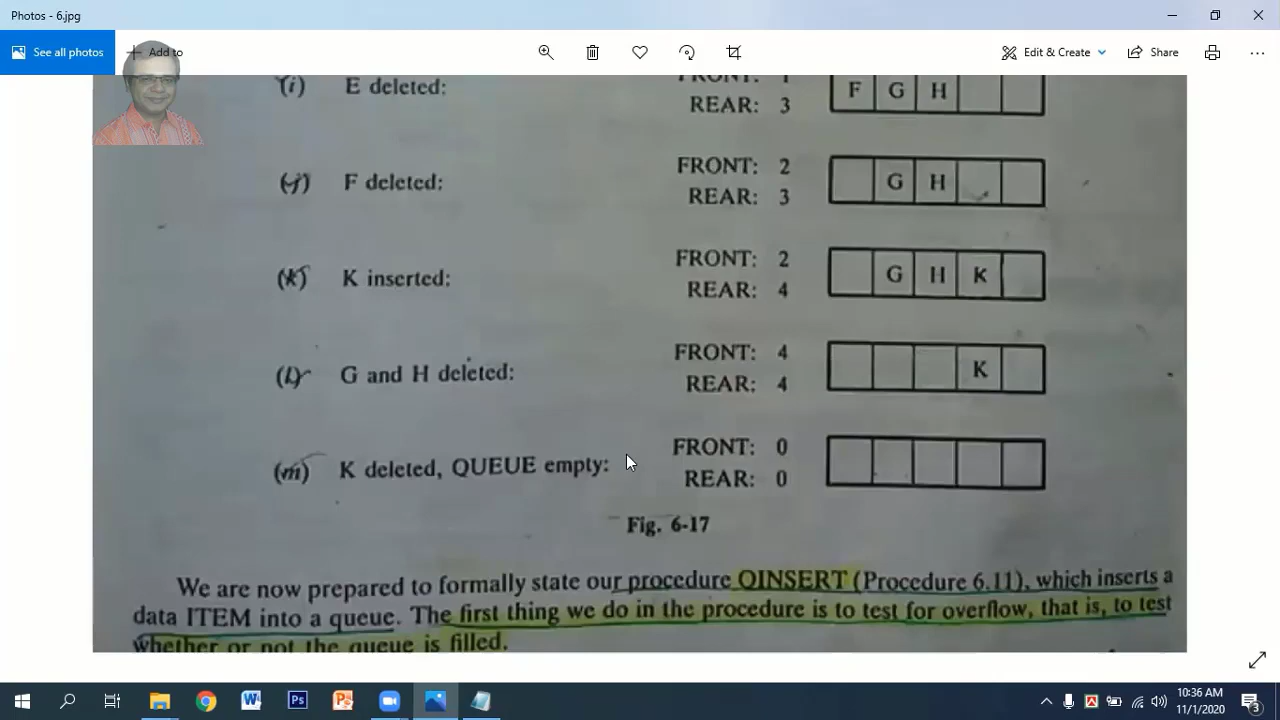 Photos - 6.jpg
See all photos
Add to
Edit & Create
Share
(i) E deleted:
REAR: 3
F G H
(j) F deleted:
FRONT: 2
REAR: 3
G H
(k) K inserted:
FRONT: 2
REAR: 4
G H K
(l) G and H deleted:
FRONT: 4
REAR: 4
K
(m) K deleted, QUEUE empty:
FRONT: 0
REAR: 0
Fig. 6-17
We are now prepared to formally state our procedure QINSERT (Procedure 6.11), which inserts a
data ITEM into a queue. The first thing we do in the procedure is to test for overflow, that is, to test
whether or not the queue is filled.
10:36 AM
11/1/2020
3